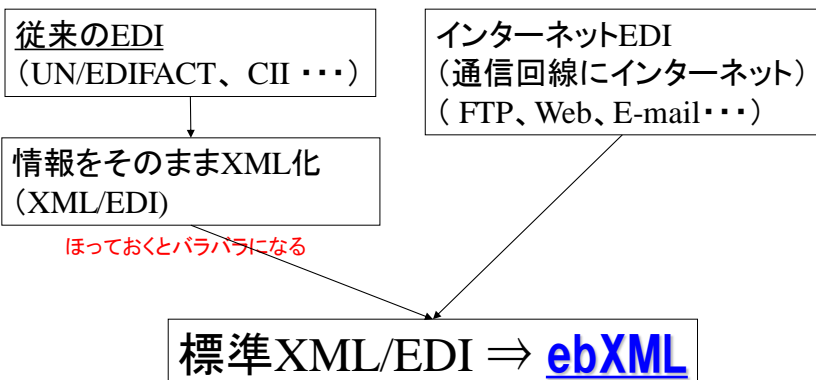 従来のEDI
（UN/EDIFACT、CII ・・・）
インターネットEDI
（通信回線にインターネット）
（ FTP、Web、E-mail・・・）
情報をそのままXML化
（XML/EDI)
ほっておくとバラバラになる
標準XML/EDI ⇒ ebXML